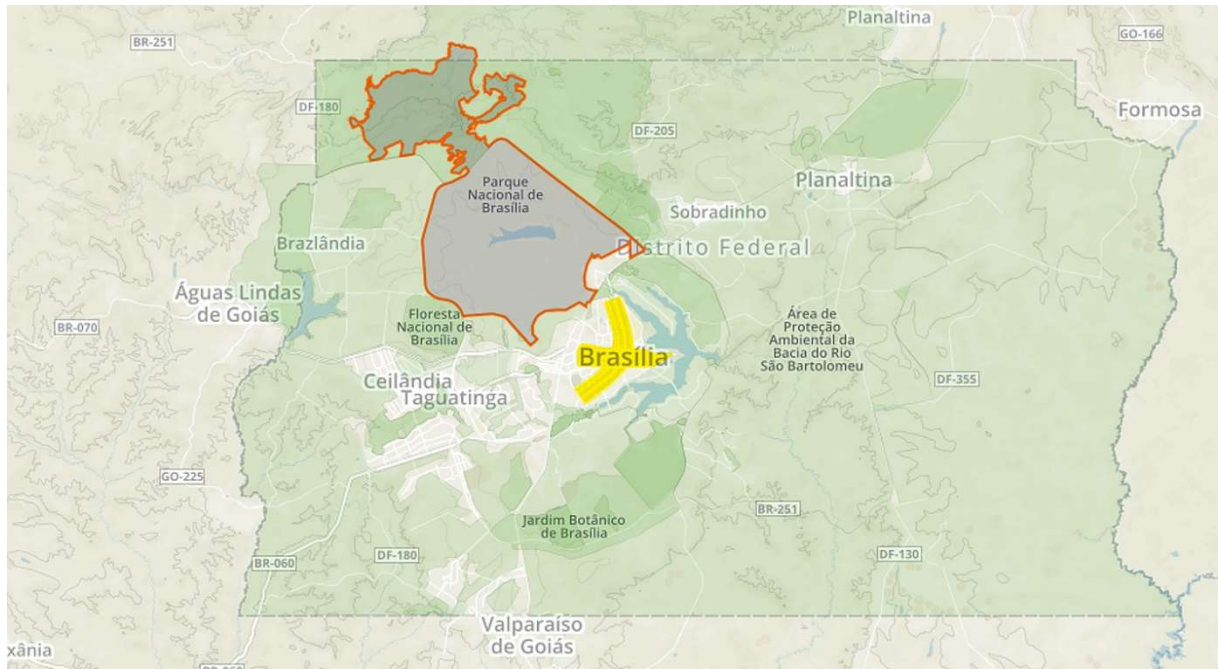 Planaltina
BR-251
GO-166
DF-180
Formosa
DF-205
Parque
Nacional de
Brasília
Planaltina
Sobradinho
Brazlândia
Distrito Federal
Águas Lindas
de Goiás
Floresta
Nacional de
Brasília
Área de
Proteção
Ambiental da
Bacia do Rio
São Bartolomeu
BR-070
Brasília
Ceilândia
Taguatinga
DF-355
GO-225
Jardim Botânico
de Brasília
BR-251
DF-180
DF-130
BR-060
Valparaíso
de Goiás
xânia
BR-060